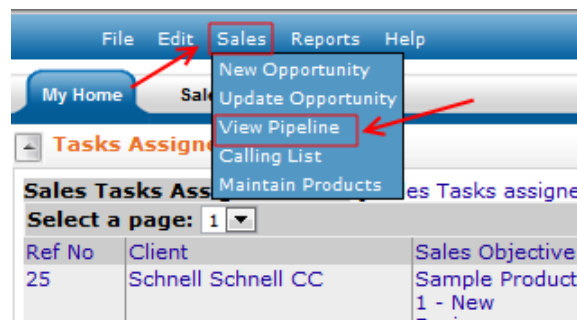 File Edit Sales Reports Help
New Opportunity
My Home Sal Update Opportunity
View Pipeline
Tasks Assigne
Calling List
Maintain Products
Sales Tasks Ass es Tasks assigne
Select a page: 1
Ref No Client Sales Objective
25 Schnell Schnell CC Sample Product
1 - New